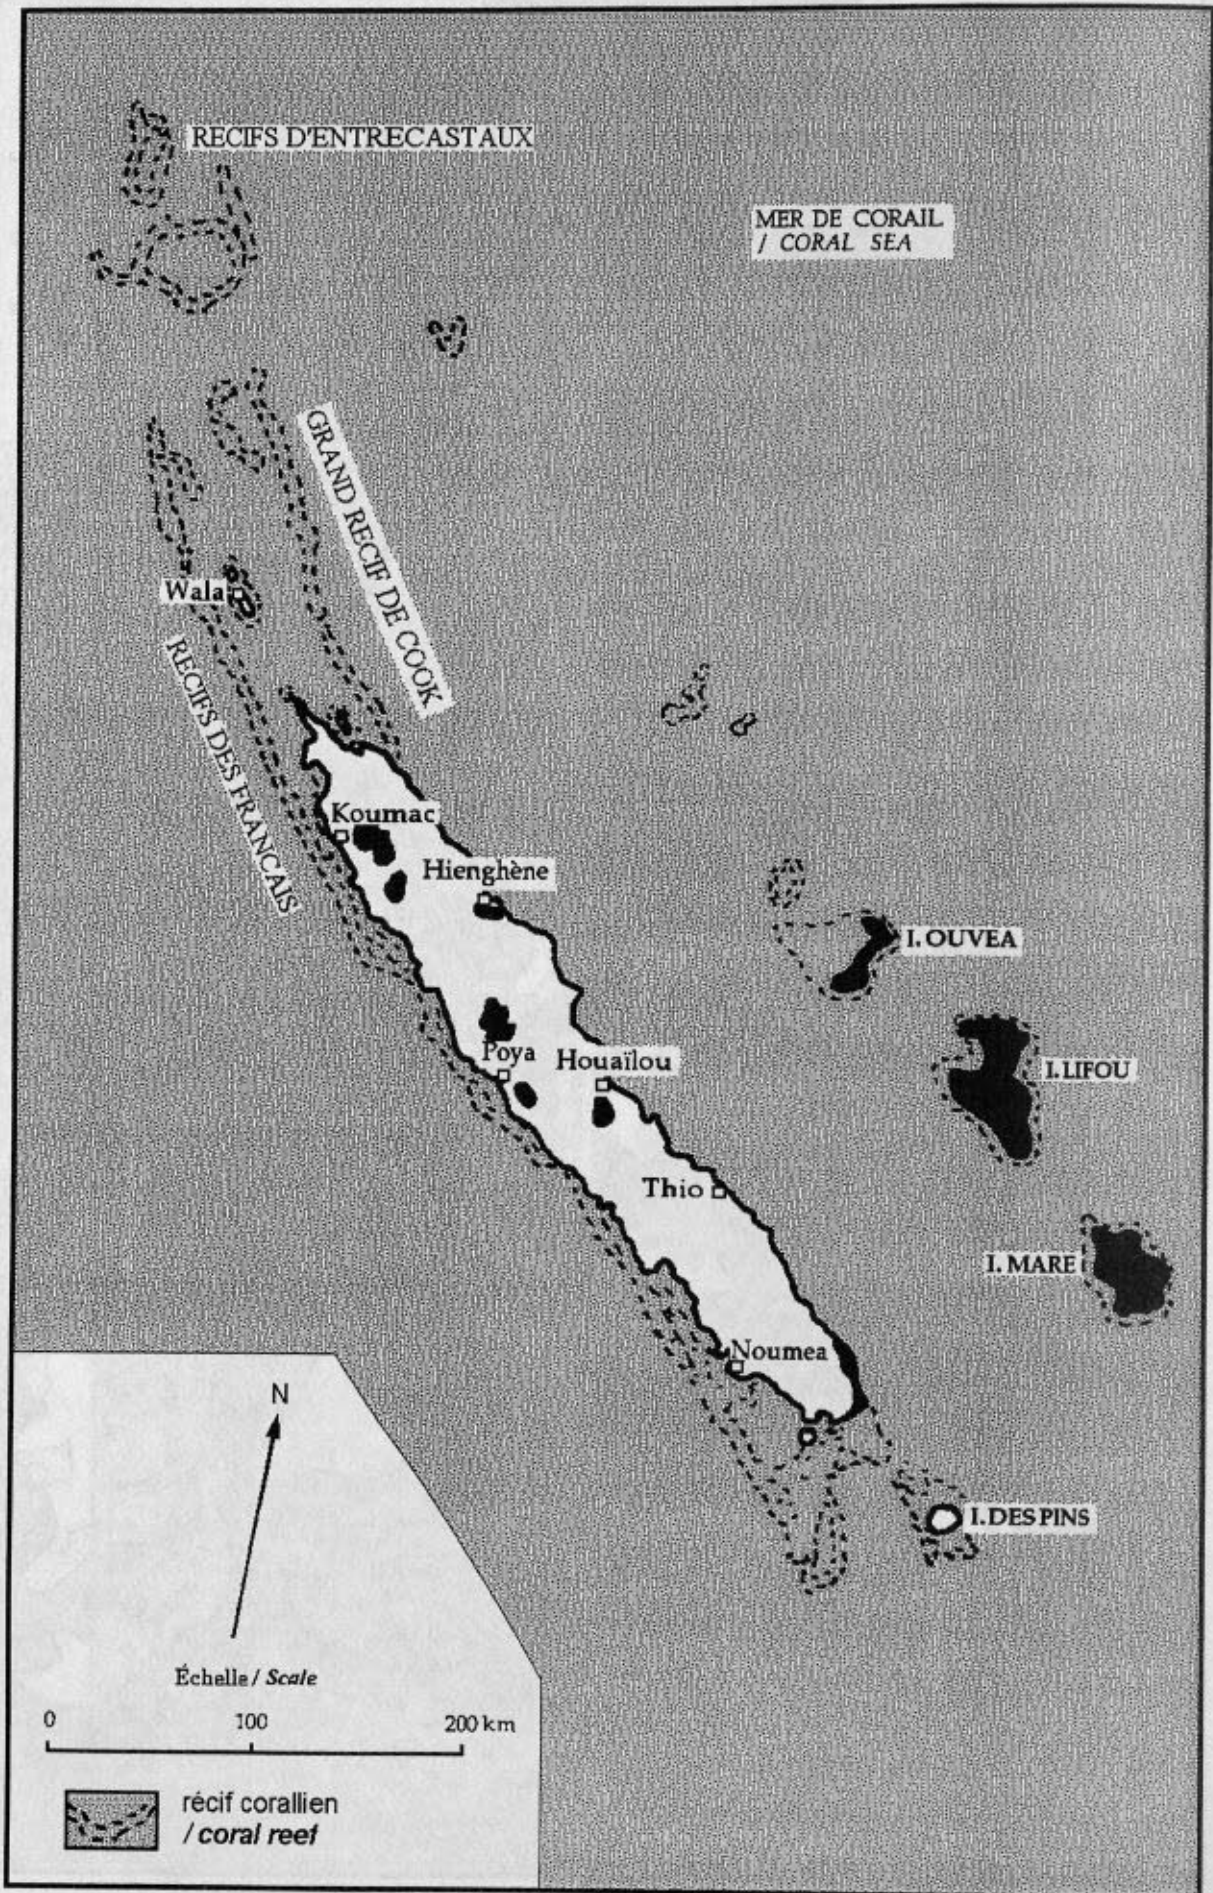 RECIFS D'ENTRECASTAUX
MER DE CORAIL
/ CORAL SEA
GRAND RECIF DE COOK
Wala
RECIFS DES FRANCAIS
Koumac
Hienghène
I. OUVEA
Poya
Houaïlou
I. LIFOU
Thio
I. MARE
Noumea
N
I. DES PINS
Échelle / Scale
0 100 200 km
récif corallien
/ coral reef